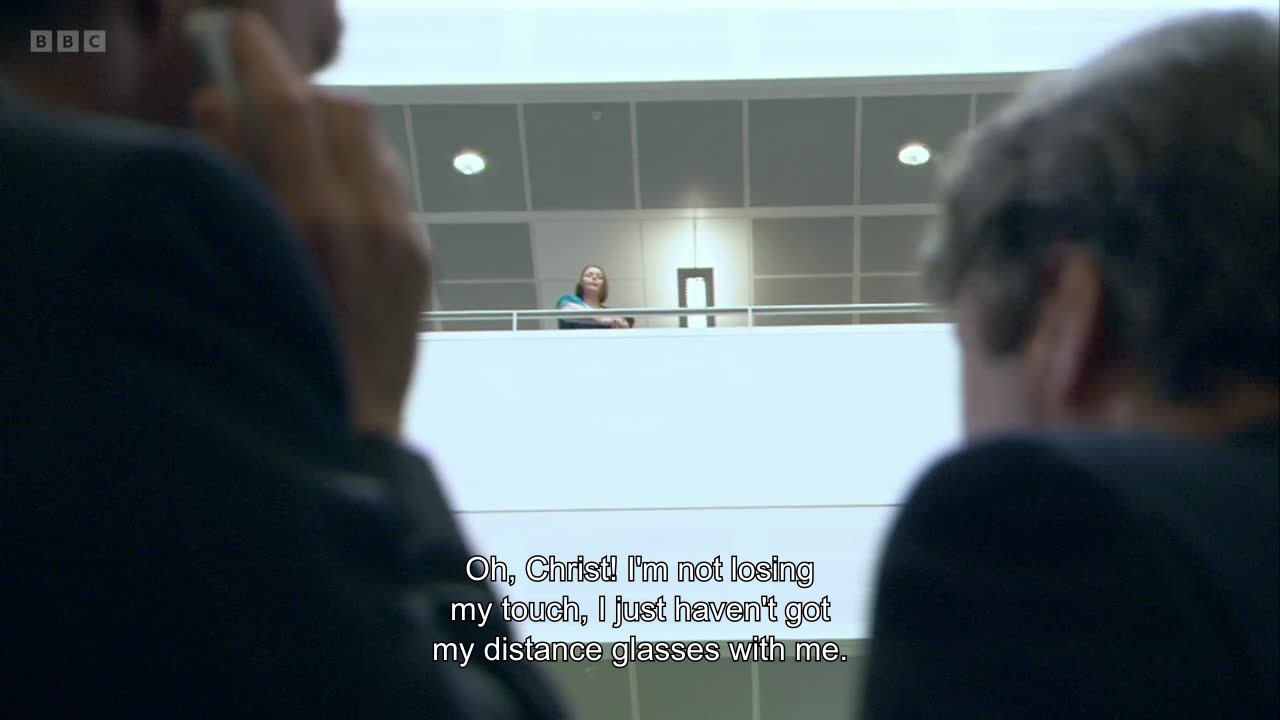 BBC
Oh, Christ! I'm not losing
my touch, I just haven't got
my distance glasses with me.